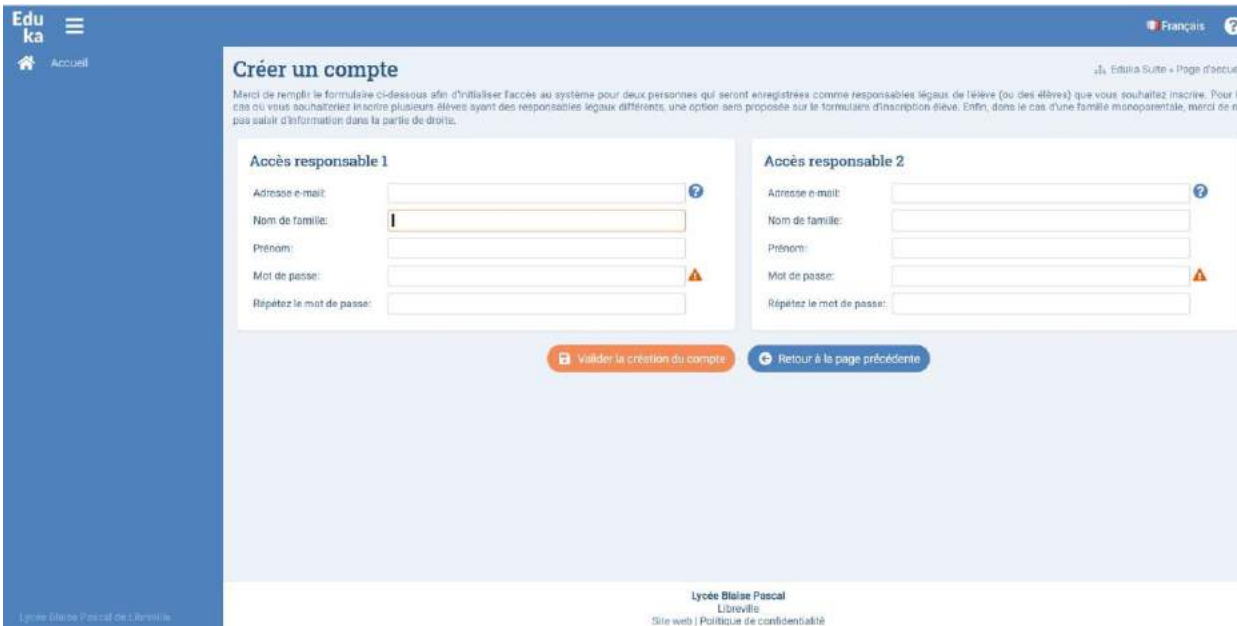 Edu
ka
Français
Accueil
Créer un compte
Eduka Suite » Page d'accue
Merci de remplir le formulaire ci-dessous afin d'initialiser l'accès au système pour deux personnes qui seront enregistrées comme responsables légaux de l'élève (ou des élèves) que vous souhaitez inscrire. Pour l
cas où vous souhaiteriez inscrire plusieurs élèves ayant des responsables légaux différents, une option sera proposée sur le formulaire d'inscription élève. Enfin, dans le cas d'une famille monoparentale, merci de n
pas saisir d'information dans la partie de droite.
Accès responsable 1
Adresse e-mail:
Nom de famille:
Prénom:
Mot de passe:
Répétez le mot de passe:
Accès responsable 2
Adresse e-mail:
Nom de famille:
Prénom:
Mot de passe:
Répétez le mot de passe:
Valider la création du compte
Retour à la page précédente
Lycée Blaise Pascal
Libreville
Site web | Politique de confidentialité
Lycée Blaise Pascal de Libreville